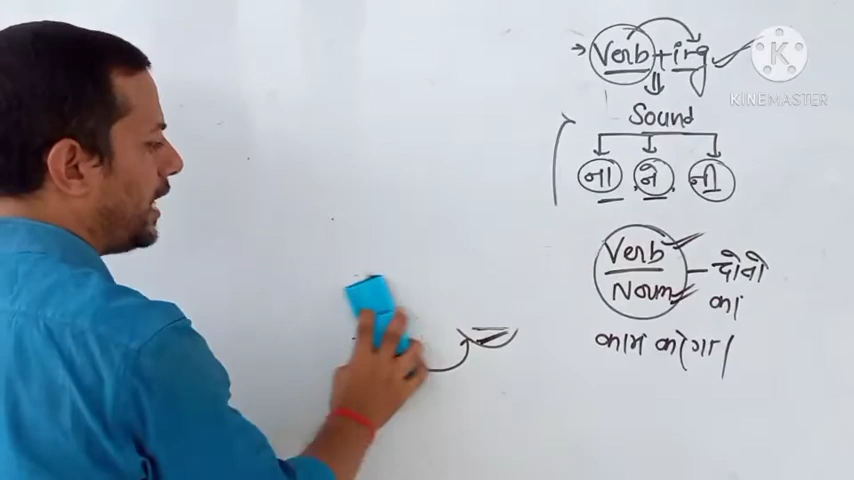 Verb + ing
K
KINEMASTER
Sound
ना ने नी
Verb
Noun
दोनो
का
काम करेगा